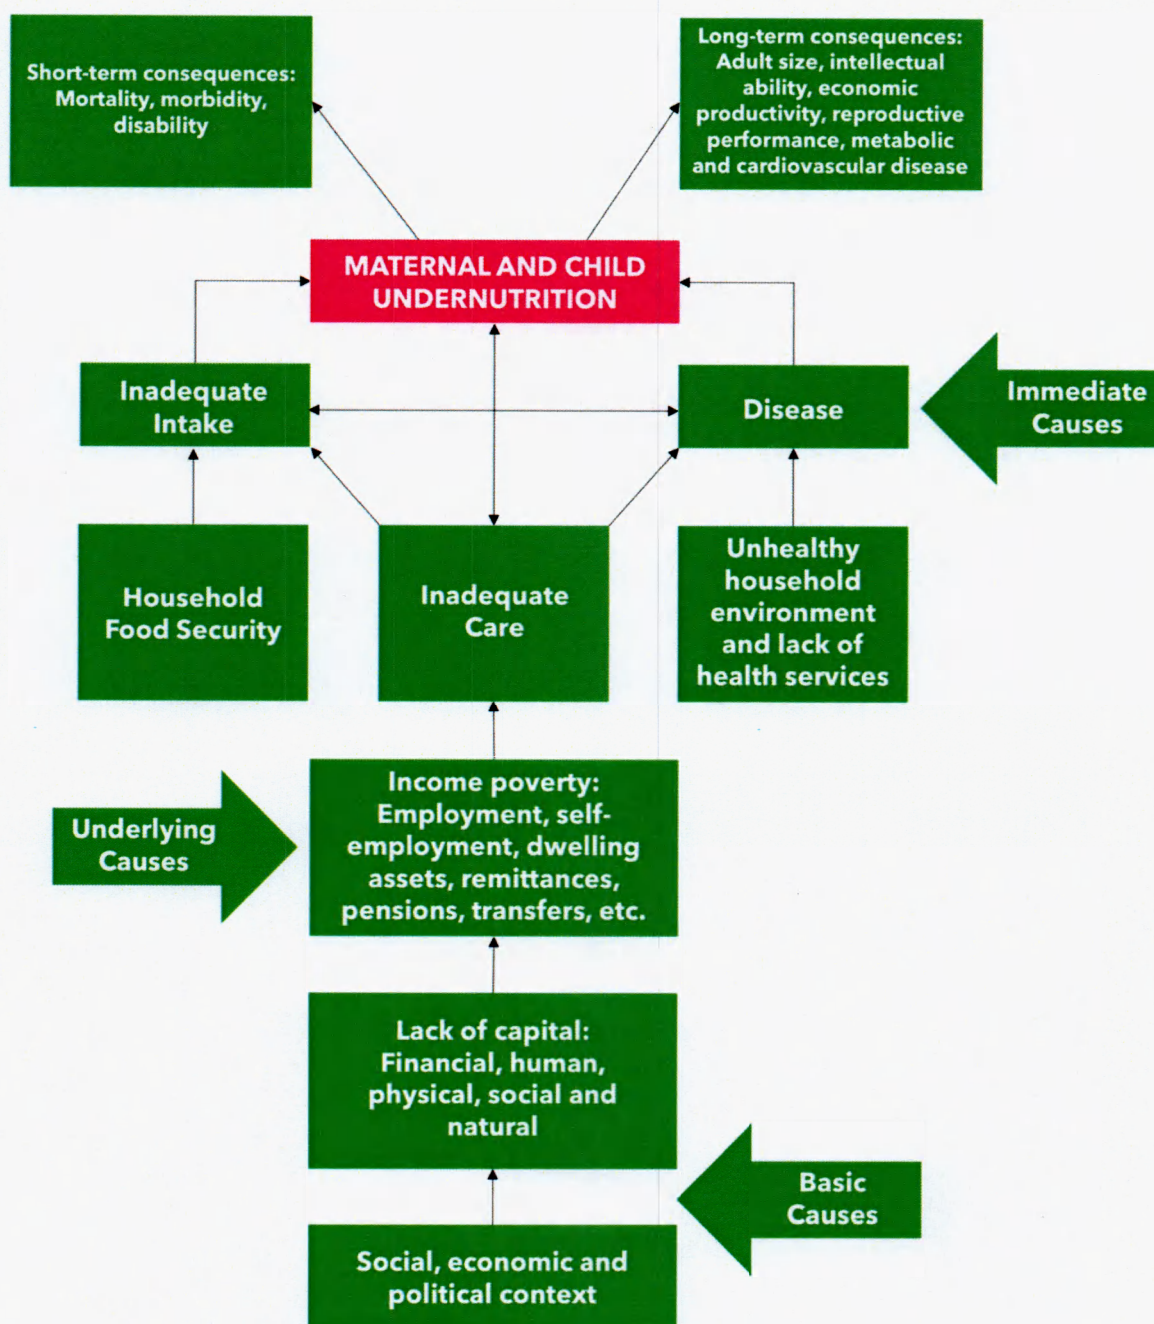 Short-term consequences:
Mortality, morbidity,
disability
Long-term consequences:
Adult size, intellectual
ability, economic
productivity, reproductive
performance, metabolic
and cardiovascular disease
MATERNAL AND CHILD
UNDERNUTRITION
Inadequate
Intake
Disease
Immediate
Causes
Household
Food Security
Inadequate
Care
Unhealthy
household
environment
and lack of
health services
Underlying
Causes
Income poverty:
Employment, self-
employment, dwelling
assets, remittances,
pensions, transfers, etc.
Lack of capital:
Financial, human,
physical, social and
natural
Basic
Causes
Social, economic and
political context